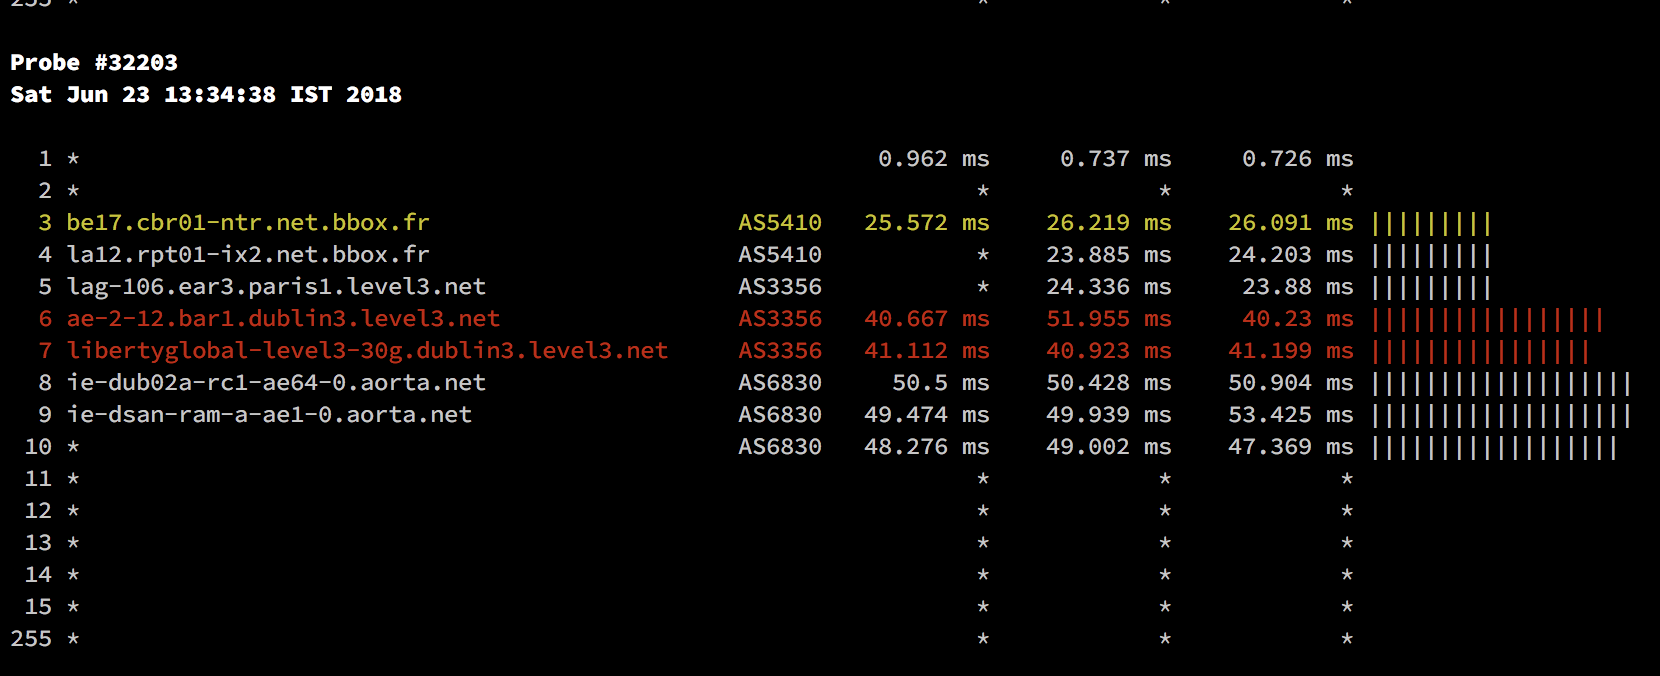 255 * * * *
Probe #32203
Sat Jun 23 13:34:38 IST 2018
1 * 0.962 ms 0.737 ms 0.726 ms
2 * * * *
3 be17.cbr01-ntr.net.bbox.fr AS5410 25.572 ms 26.219 ms 26.091 ms |||||||||
4 la12.rpt01-ix2.net.bbox.fr AS5410 * 23.885 ms 24.203 ms |||||||||
5 lag-106.ear3.paris1.level3.net AS3356 * 24.336 ms 23.88 ms |||||||||
6 ae-2-12.bar1.dublin3.level3.net AS3356 40.667 ms 51.955 ms 40.23 ms |||||||||||||||||
7 libertyglobal-level3-30g.dublin3.level3.net AS3356 41.112 ms 40.923 ms 41.199 ms ||||||||||||||||
8 ie-dub02a-rc1-ae64-0.aorta.net AS6830 50.5 ms 50.428 ms 50.904 ms |||||||||||||||||||
9 ie-dsan-ram-a-ae1-0.aorta.net AS6830 49.474 ms 49.939 ms 53.425 ms |||||||||||||||||||
10 * AS6830 48.276 ms 49.002 ms 47.369 ms ||||||||||||||||||
11 * * * *
12 * * * *
13 * * * *
14 * * * *
15 * * * *
255 * * * *